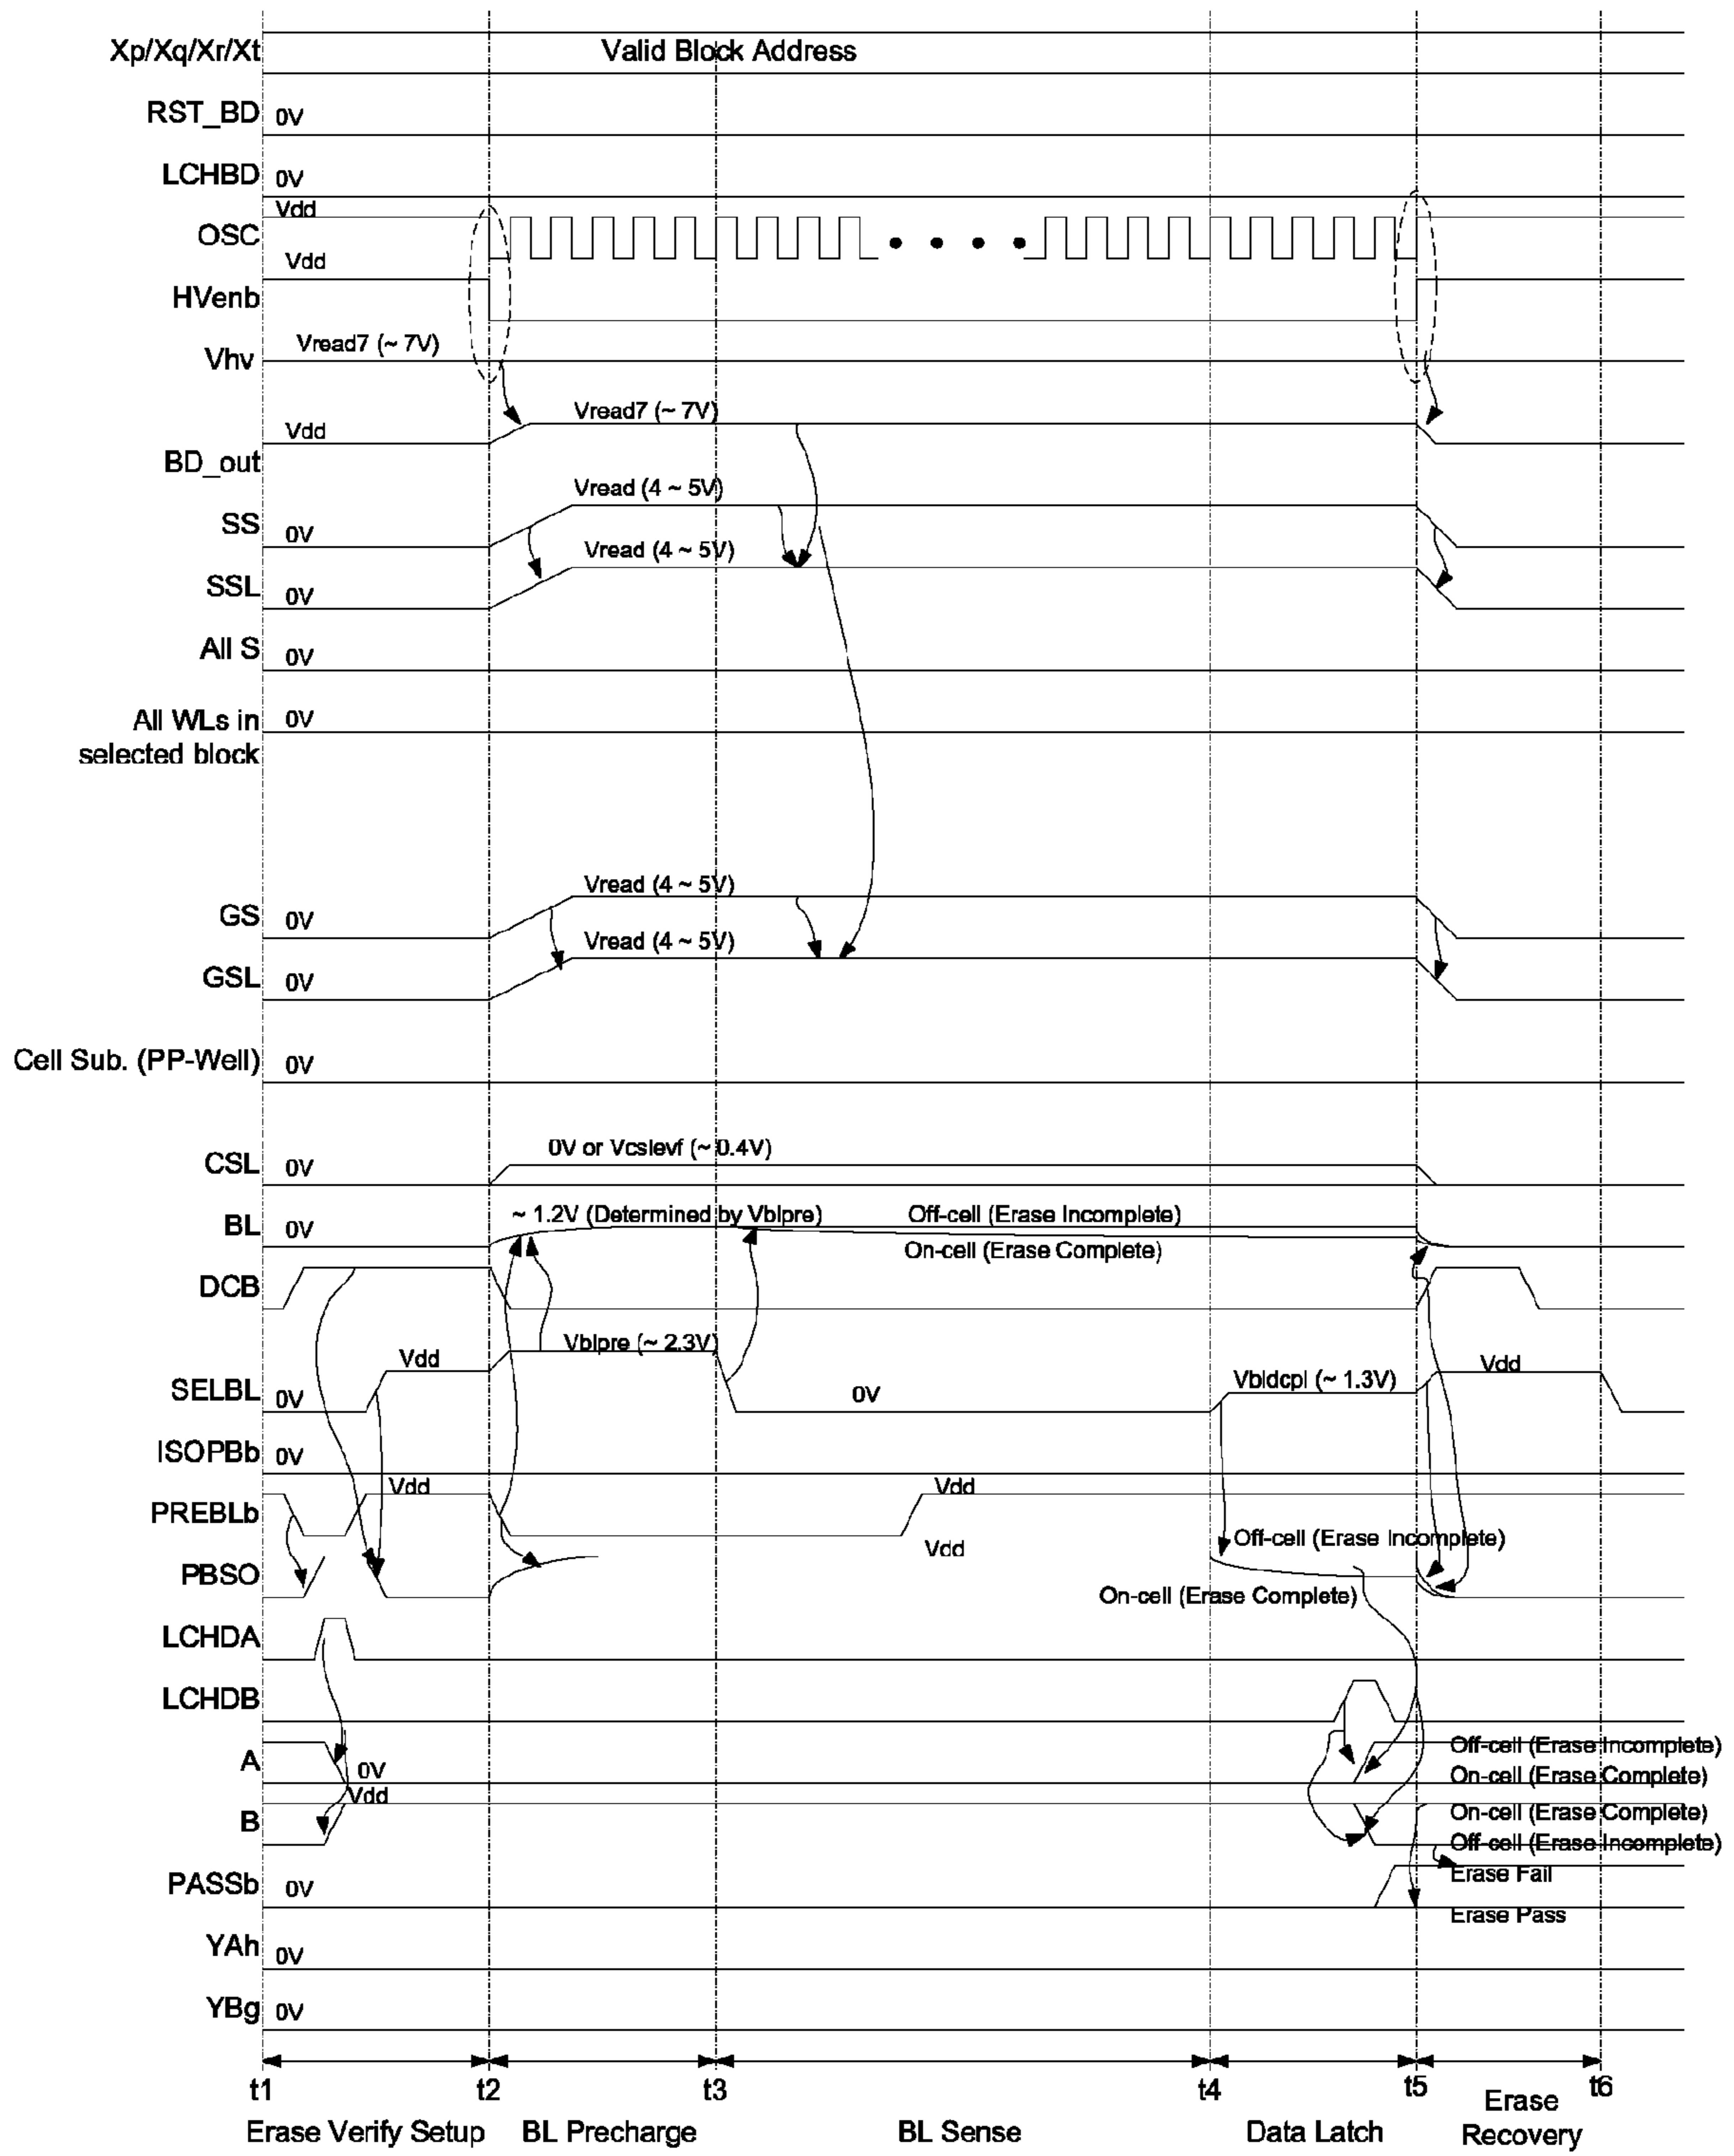 Xp/Xq/Xr/Xt Valid Block Address
RST_BD 0V
LCHBD 0V
Vdd
OSC
Vdd
HVenb
Vhv Vread7 (~ 7V)
Vread7 (~ 7V)
Vdd
BD_out
Vread (4 ~ 5V)
SS 0V
Vread (4 ~ 5V)
SSL 0V
All S 0V
All WLs in 0V
selected block
Vread (4 ~ 5V)
GS 0V
Vread (4 ~ 5V)
GSL 0V
Cell Sub. (PP-Well) 0V
0V or Vcslevf (~ 0.4V)
CSL 0V
~ 1.2V (Determined by Vblpre) Off-cell (Erase Incomplete)
BL 0V
On-cell (Erase Complete)
DCB
Vblpre (~ 2.3V)
Vdd Vdd
SELBL 0V 0V Vbldcpl (~ 1.3V)
ISOPBb 0V
Vdd Vdd
PREBLb
Vdd Off-cell (Erase Incomplete)
PBSO
On-cell (Erase Complete)
LCHDA
LCHDB
A 0V Off-cell (Erase Incomplete)
On-cell (Erase Complete)
Vdd
B On-cell (Erase Complete)
Off-cell (Erase Incomplete)
PASSb 0V Erase Fail
Erase Pass
YAh 0V
YBg 0V
t1 t2 t3 t4 t5 t6
Erase Verify Setup BL Precharge BL Sense Data Latch Erase
Recovery